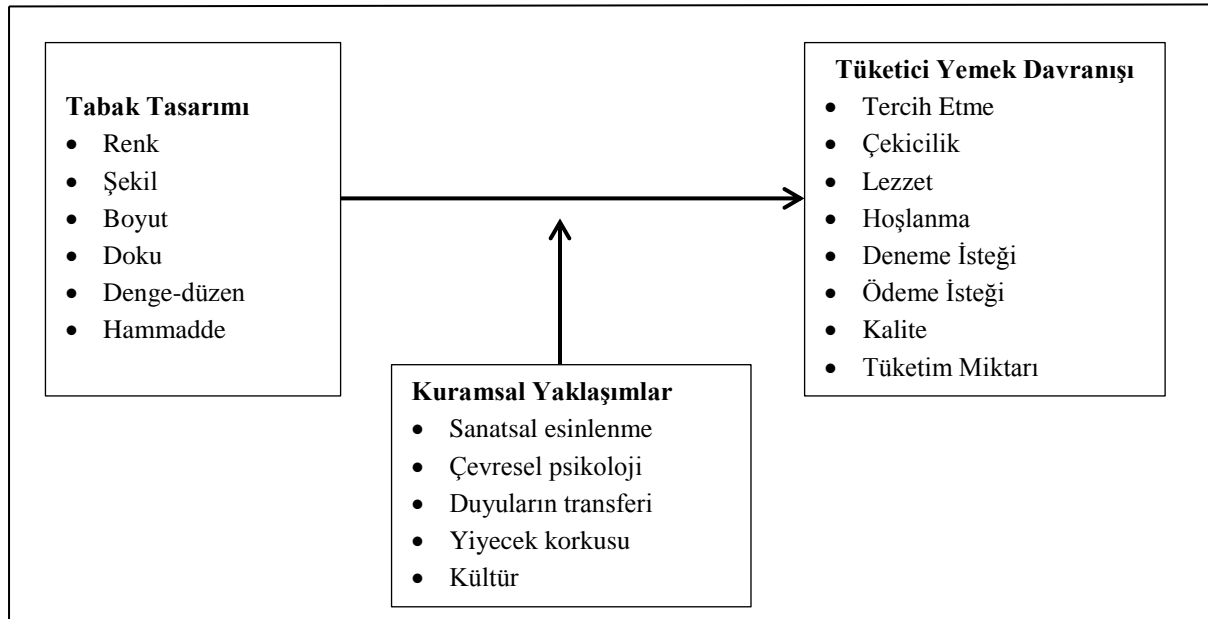 Tabak Tasarımı
• Renk
• Şekil
• Boyut
• Doku
• Denge-düzen
• Hammadde
Tüketici Yemek Davranışı
• Tercih Etme
• Çekicilik
• Lezzet
• Hoşlanma
• Deneme İsteği
• Ödeme İsteği
• Kalite
• Tüketim Miktarı
Kuramsal Yaklaşımlar
• Sanatsal esinlenme
• Çevresel psikoloji
• Duyuların transferi
• Yiyecek korkusu
• Kültür